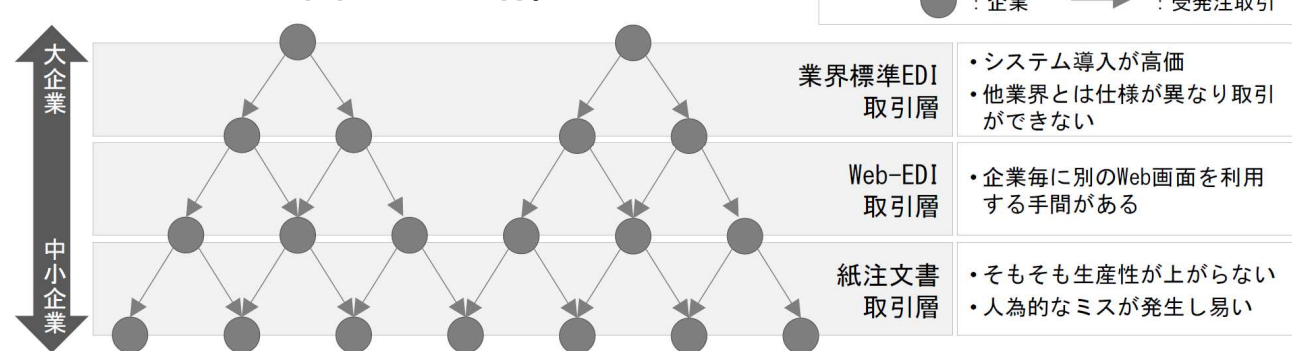 ：企業　：受発注取引
大企業
中小企業
業界標準EDI
取引層
・システム導入が高価
・他業界とは仕様が異なり取引
ができない
Web-EDI
取引層
・企業毎に別のWeb画面を利用
する手間がある
紙注文書
取引層
・そもそも生産性が上がらない
・人為的なミスが発生し易い